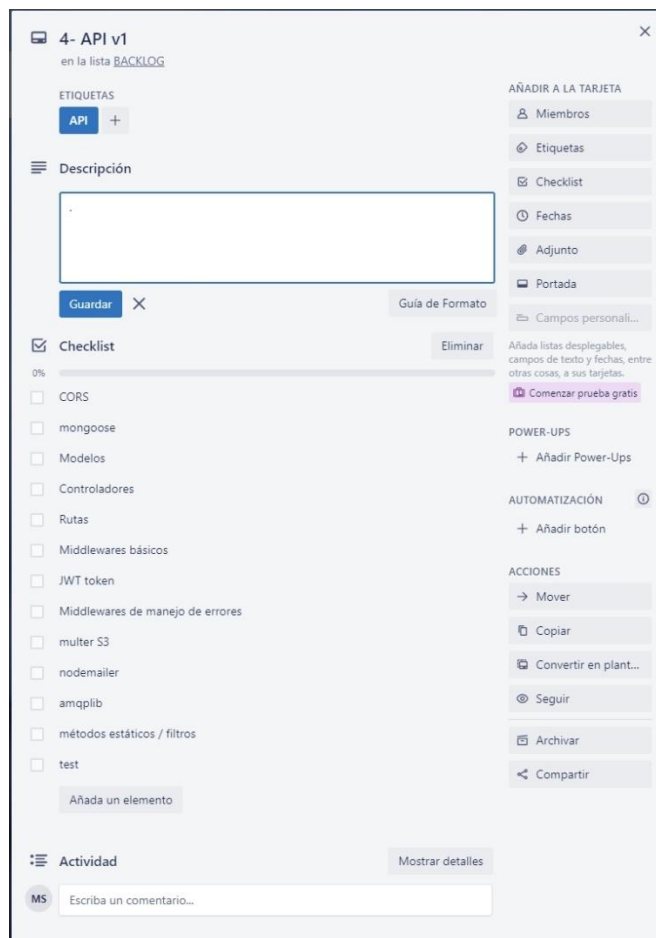 4- API v1
en la lista BACKLOG
ETIQUETAS
API
+
Descripción
.
Guardar
Guía de Formato
Checklist
Eliminar
0%
CORS
mongoose
Modelos
Controladores
Rutas
Middlewares básicos
JWT token
Middlewares de manejo de errores
multer S3
nodemailer
amqplib
métodos estáticos / filtros
test
Añada un elemento
Actividad
Mostrar detalles
MS
Escriba un comentario...
AÑADIR A LA TARJETA
Miembros
Etiquetas
Checklist
Fechas
Adjunto
Portada
Campos personali...
Añada listas desplegables,
campos de texto y fechas, entre
otras cosas, a sus tarjetas.
Comenzar prueba gratis
POWER-UPS
+ Añadir Power-Ups
AUTOMATIZACIÓN
+ Añadir botón
ACCIONES
Mover
Copiar
Convertir en plant...
Seguir
Archivar
Compartir